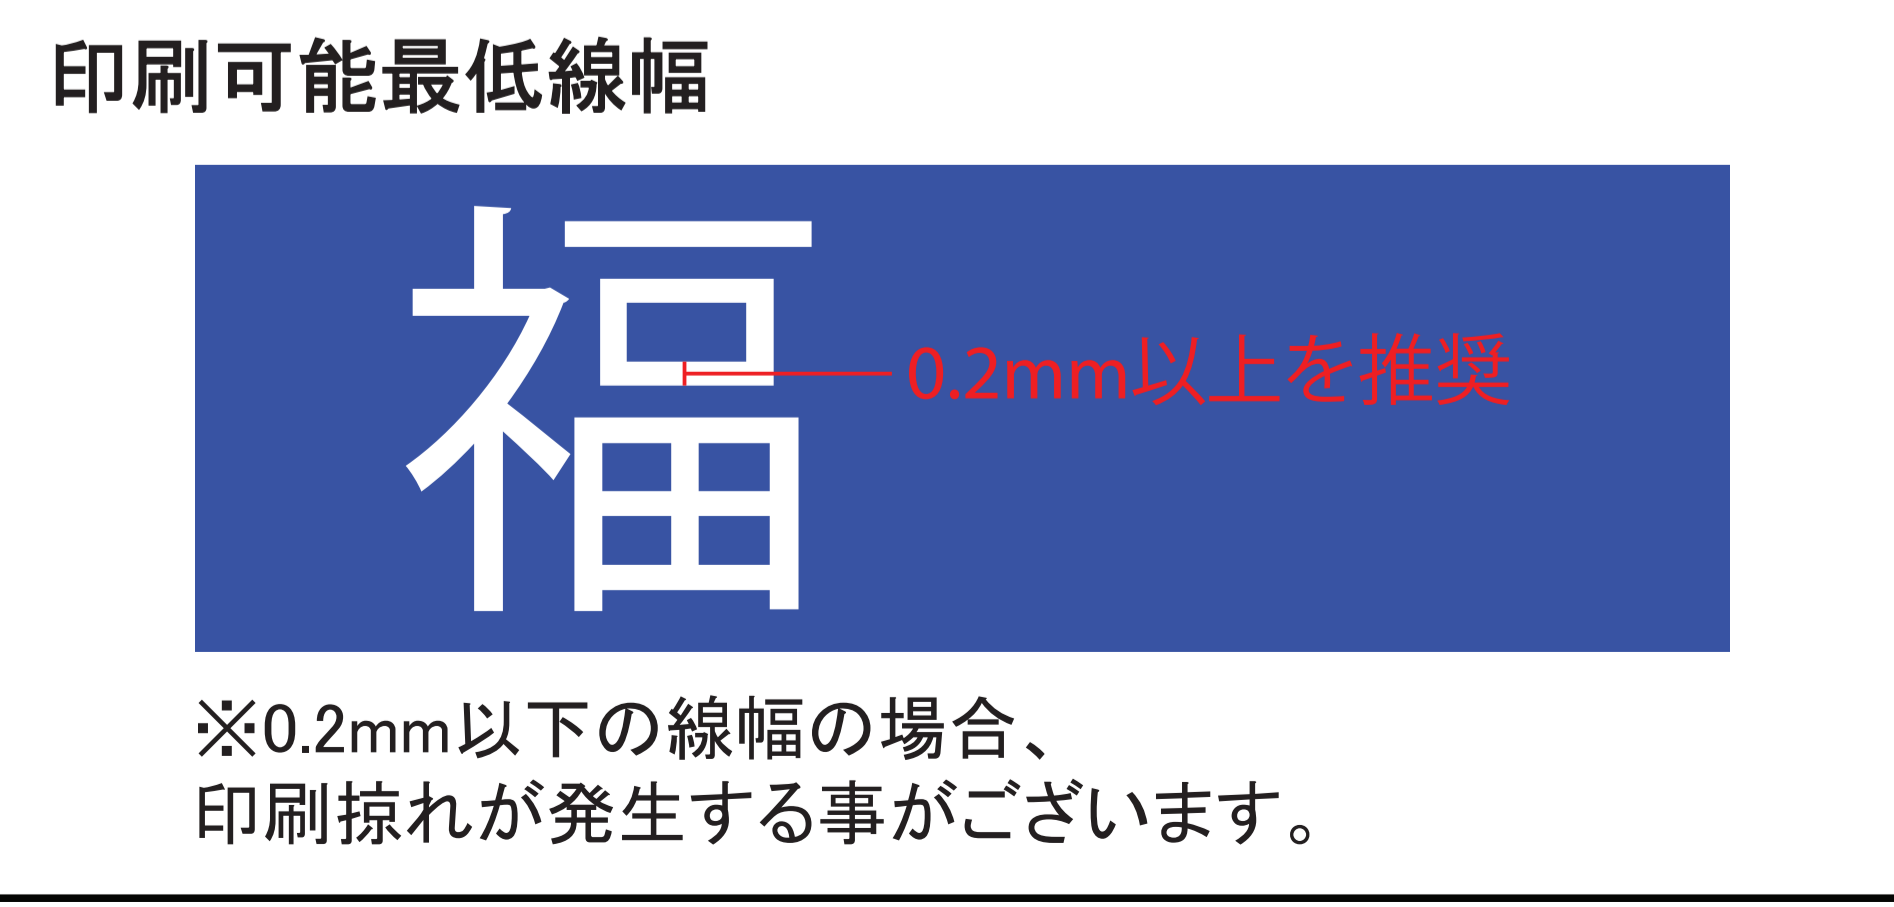 印刷可能最低線幅
福
0.2mm以上を推奨
※0.2mm以下の線幅の場合、
印刷掠れが発生する事がございます。